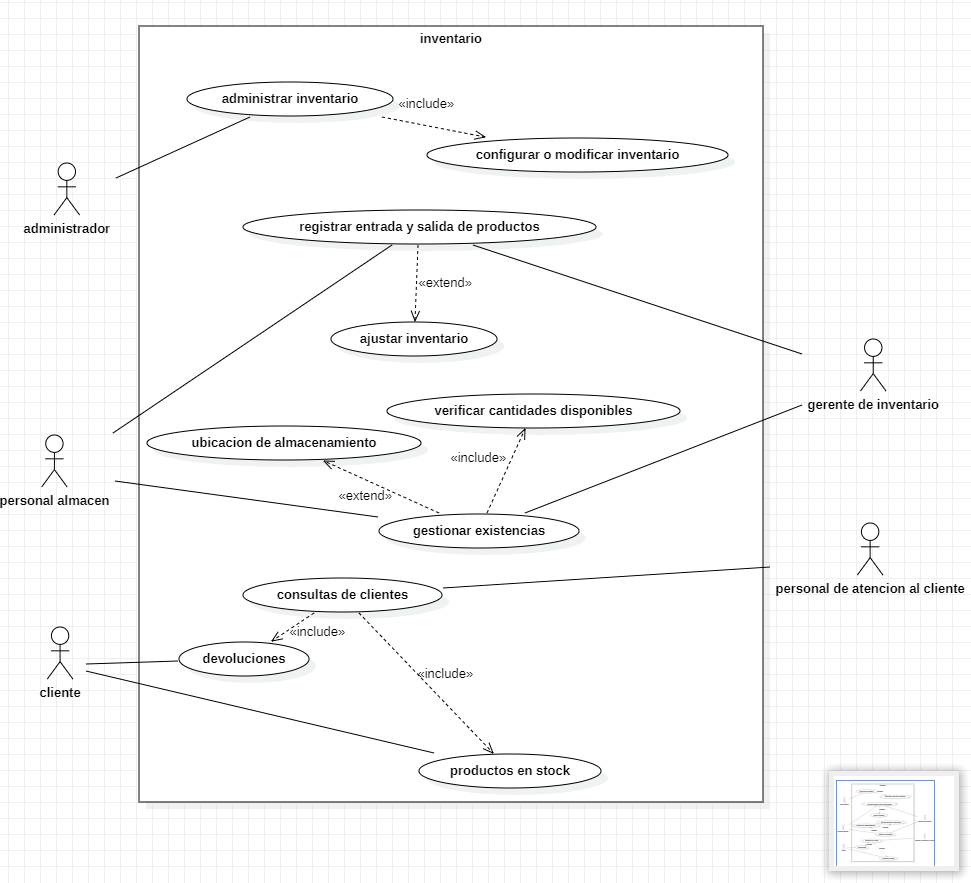 inventario
administrar inventario
«include»
configurar o modificar inventario
administrador
registrar entrada y salida de productos
«extend»
ajustar inventario
gerente de inventario
verificar cantidades disponibles
ubicacion de almacenamiento
«include»
«extend»
personal almacen
gestionar existencias
personal de atencion al cliente
consultas de clientes
«include»
devoluciones
«include»
cliente
productos en stock